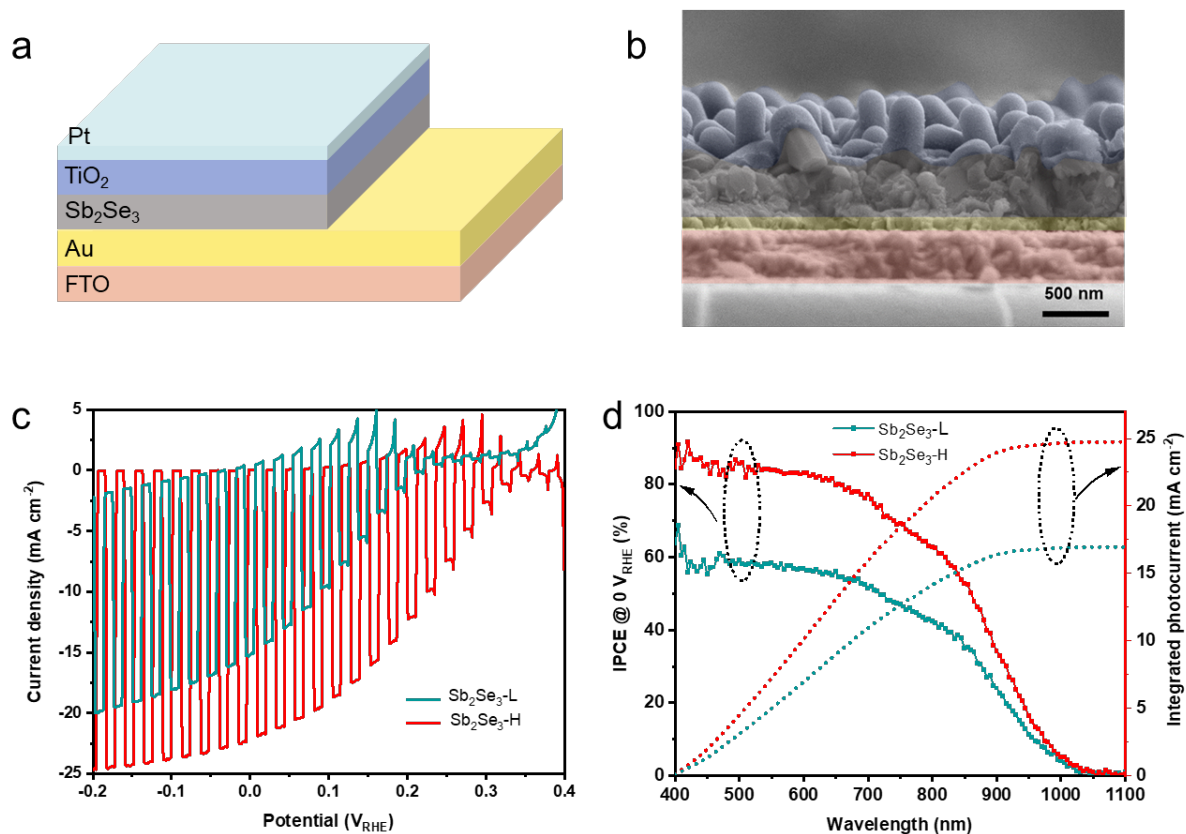 a
Pt
TiO₂
Sb₂Se₃
Au
FTO
b
500 nm
c
Current density (mA cm⁻²)
5
0
-5
-10
-15
-20
-25
Sb₂Se₃-L
Sb₂Se₃-H
-0.2 -0.1 0.0 0.1 0.2 0.3 0.4
Potential (V_RHE)
d
IPCE @ 0 V_RHE (%)
100
80
60
40
20
0
Sb₂Se₃-L
Sb₂Se₃-H
25
20
15
10
5
0
Integrated photocurrent (mA cm⁻²)
400 500 600 700 800 900 1000 1100
Wavelength (nm)